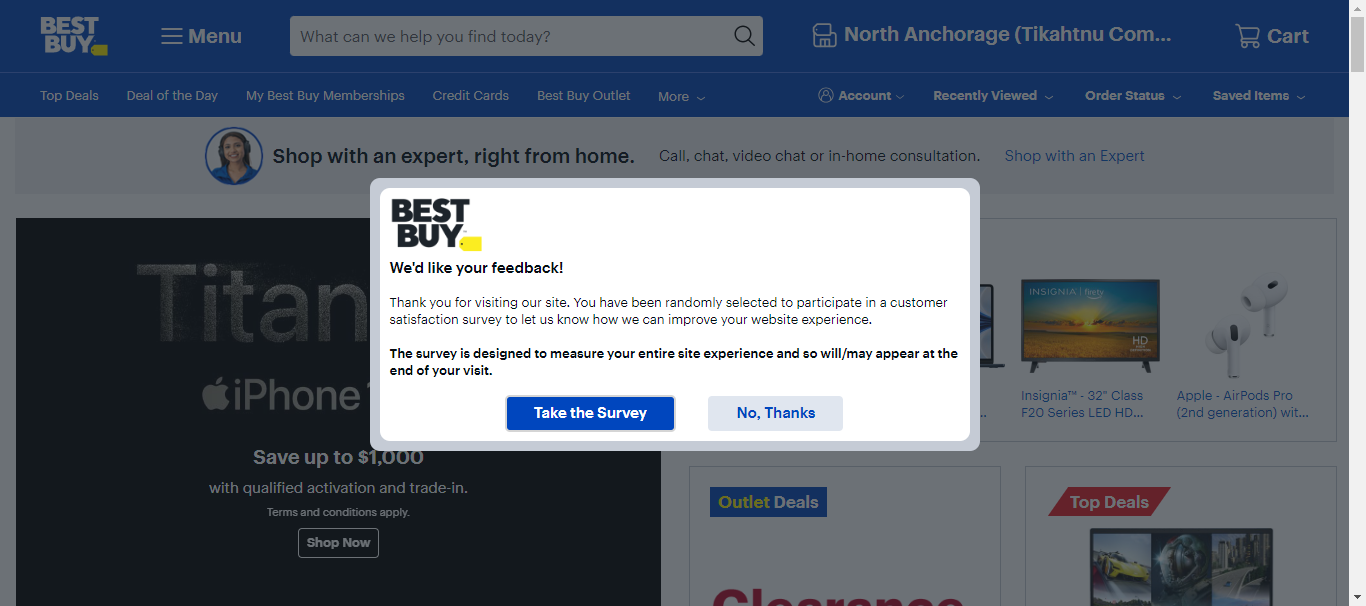 BEST
BUY
Menu
What can we help you find today?
North Anchorage (Tikahtnu Com...
Cart
Top Deals
Deal of the Day
My Best Buy Memberships
Credit Cards
Best Buy Outlet
More
Account
Recently Viewed
Order Status
Saved Items
Shop with an expert, right from home.
Call, chat, video chat or in-home consultation.
Shop with an Expert
BEST
BUY
We'd like your feedback!
Thank you for visiting our site. You have been randomly selected to participate in a customer
satisfaction survey to let us know how we can improve your website experience.
The survey is designed to measure your entire site experience and so will/may appear at the
end of your visit.
Take the Survey
No, Thanks
Titan
iPhone
Save up to $1,000
with qualified activation and trade-in.
Terms and conditions apply.
Shop Now
INSIGNIA
firetv
HD
Insignia™ - 32" Class
F20 Series LED HD...
Apple - AirPods Pro
(2nd generation) wit...
Outlet Deals
Clearance
Top Deals